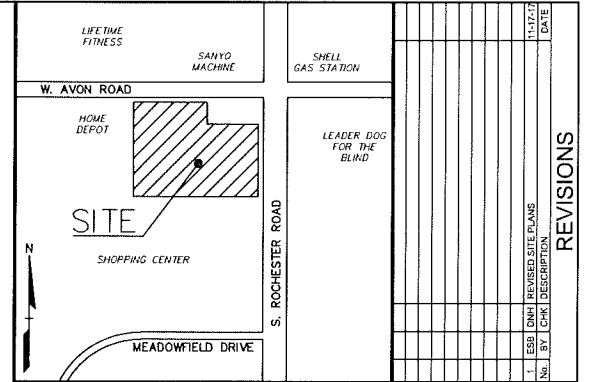 LIFETIME
FITNESS
SANYO
MACHINE
SHELL
GAS STATION
W. AVON ROAD
HOME
DEPOT
LEADER DOG
FOR THE
BLIND
SITE
N
SHOPPING CENTER
S. ROCHESTER ROAD
MEADOWFIELD DRIVE
1 ESB DNH REVISED SITE PLANS 11-17-17
No. BY CHK DESCRIPTION DATE
REVISIONS